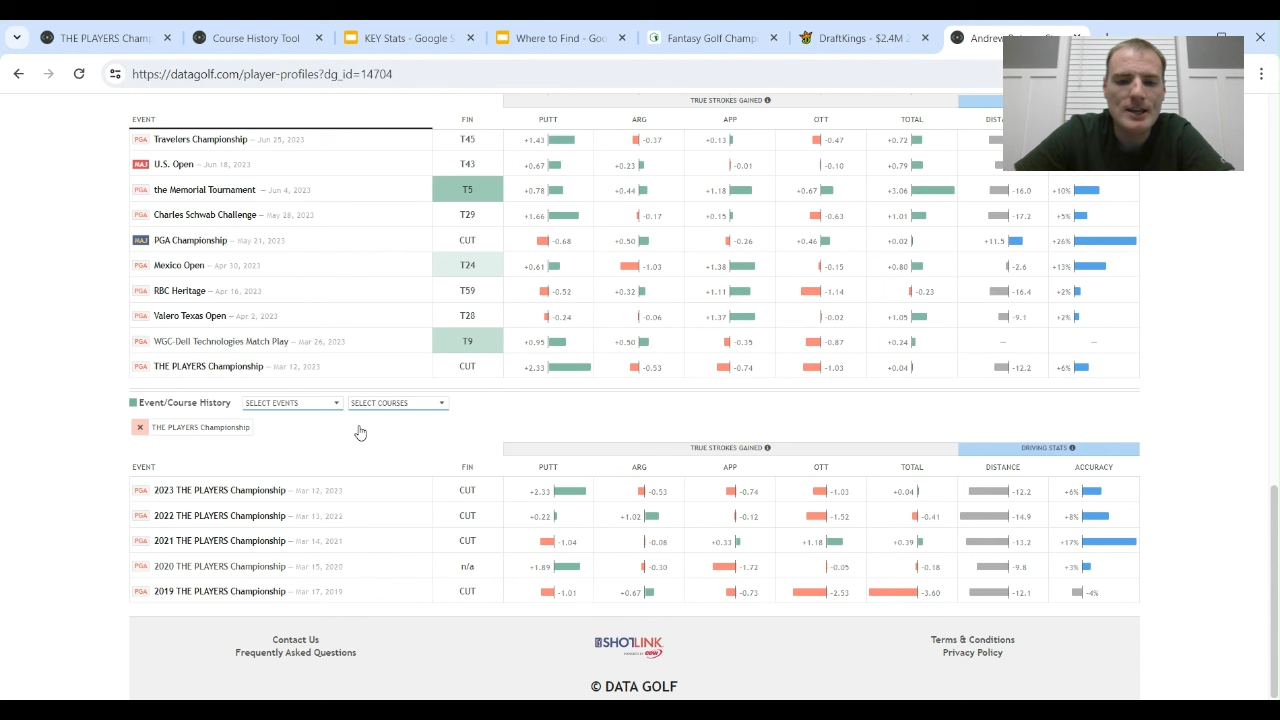 THE PLAYERS Champ
Course History Tool
KEY Stats - Google S
Where to Find - Goo
Fantasy Golf Champ
DraftKings - $2.4M
Andrew
https://datagolf.com/player-profiles?dg_id=
TRUE STROKES GAINED
EVENT FIN PUTT ARG APP OTT TOTAL
PGA Travelers Championship — Jun 25, 2023 T45 +1.43 -0.37 +0.13 -0.47 +0.72
MAJ U.S. Open — Jun 18, 2023 T43 +0.67 +0.23 -0.01 -0.10 +0.79
PGA the Memorial Tournament — Jun 4, 2023 T5 +0.78 +0.44 +1.18 +0.67 +3.06 -16.0 +10%
PGA Charles Schwab Challenge — May 28, 2023 T29 +1.66 -0.17 +0.15 -0.63 +1.01 -17.2 +5%
MAJ PGA Championship — May 21, 2023 CUT -0.68 +0.50 -0.26 +0.46 +0.02 +11.5 +26%
PGA Mexico Open — Apr 30, 2023 T24 +0.61 -1.03 +1.38 -0.15 +0.80 -2.6 +13%
PGA RBC Heritage — Apr 16, 2023 T59 -0.52 +0.32 +1.11 -1.14 -0.23 -16.4 +2%
PGA Valero Texas Open — Apr 2, 2023 T28 -0.24 -0.06 +1.37 -0.02 +1.05 -9.1 +2%
PGA WGC-Dell Technologies Match Play — Mar 26, 2023 T9 +0.95 +0.50 -0.35 -0.87 +0.24 — —
PGA THE PLAYERS Championship — Mar 12, 2023 CUT +2.33 -0.53 -0.74 -1.03 +0.04 -12.2 +6%
Event/Course History SELECT EVENTS SELECT COURSES
× THE PLAYERS Championship
TRUE STROKES GAINED DRIVING STATS
EVENT FIN PUTT ARG APP OTT TOTAL DISTANCE ACCURACY
PGA 2023 THE PLAYERS Championship — Mar 12, 2023 CUT +2.33 -0.53 -0.74 -1.03 +0.04 -12.2 +6%
PGA 2022 THE PLAYERS Championship — Mar 13, 2022 CUT +0.22 +1.02 -0.12 -1.52 -0.41 -14.9 +8%
PGA 2021 THE PLAYERS Championship — Mar 14, 2021 CUT -1.04 -0.08 +0.33 +1.18 +0.39 -13.2 +17%
PGA 2020 THE PLAYERS Championship — Mar 15, 2020 n/a +1.89 -0.30 -1.72 -0.05 -0.18 -9.8 +3%
PGA 2019 THE PLAYERS Championship — Mar 17, 2019 CUT -1.01 +0.67 -0.73 -2.53 -3.60 -12.1 -4%
Contact Us
Frequently Asked Questions
SHOTLINK
POWERED BY CDW
Terms & Conditions
Privacy Policy
© DATA GOLF